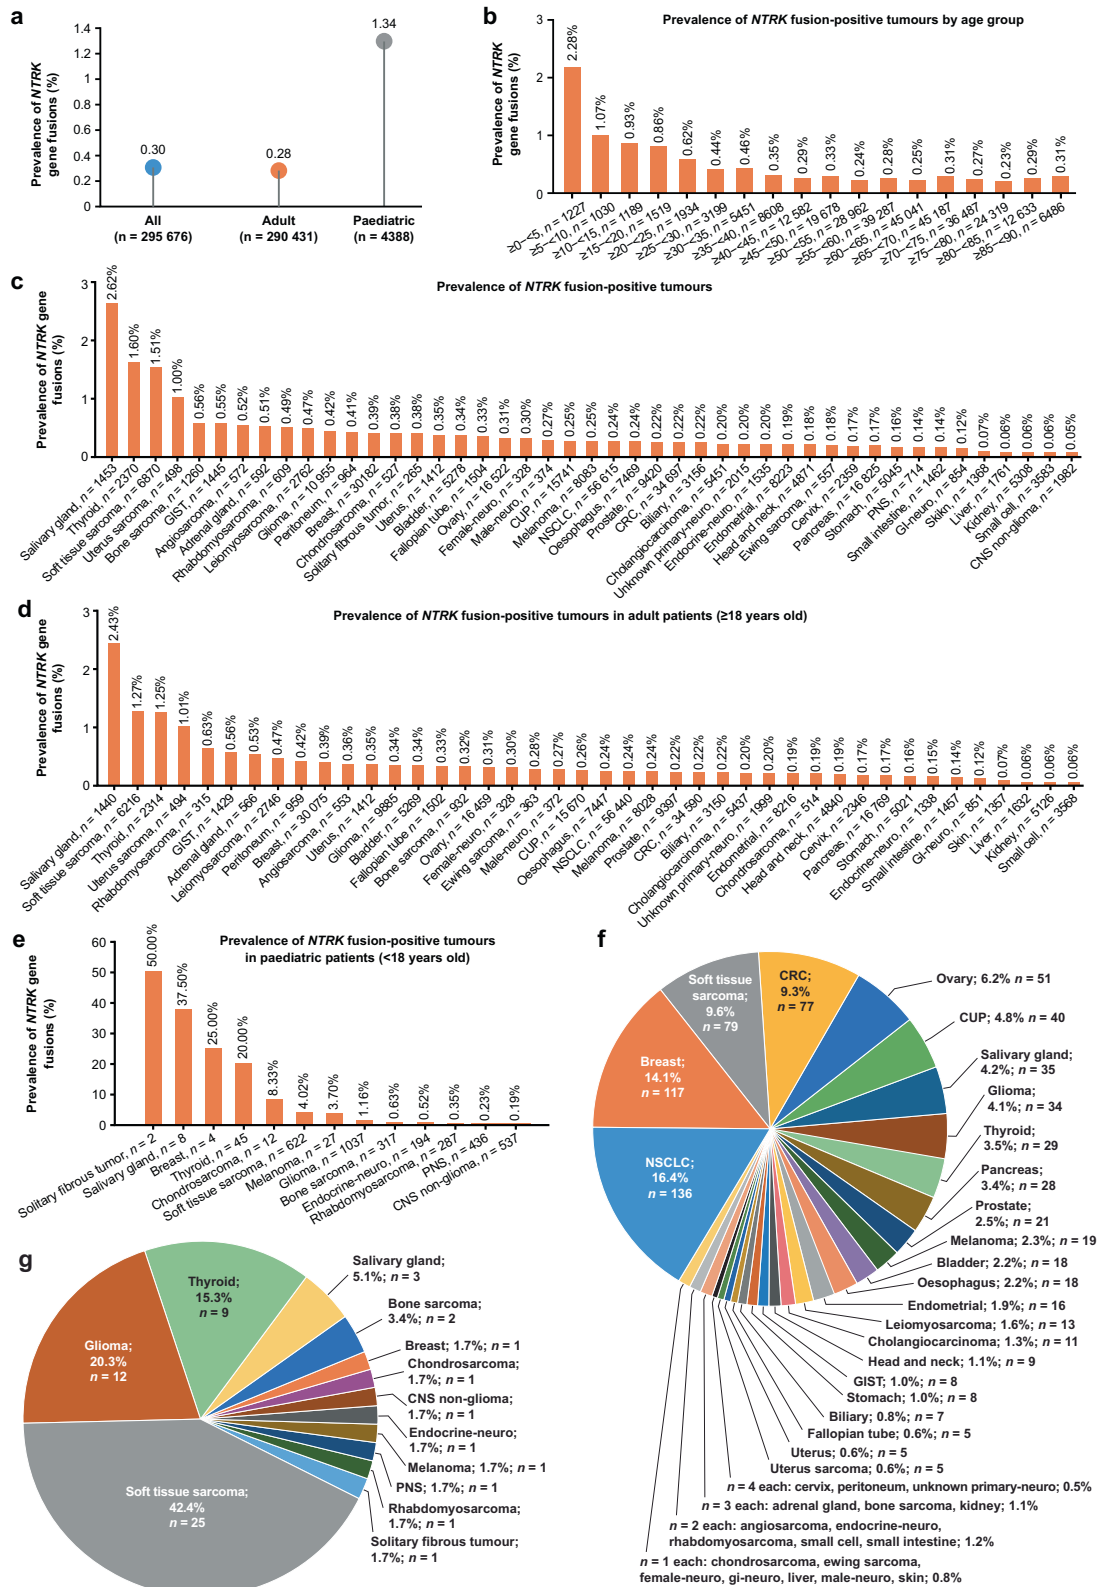 a
Prevalence of NTRK
gene fusions (%)
1.4
1.2
1
0.8
0.6
0.4
0.2
0
0.30
0.28
1.34
All
(n = 295 676)
Adult
(n = 290 431)
Paediatric
(n = 4388)
b
Prevalence of NTRK fusion-positive tumours by age group
Prevalence of NTRK
gene fusions (%)
3
2
1
0
2.28%
1.07%
0.93%
0.86%
0.62%
0.44%
0.46%
0.35%
0.29%
0.33%
0.24%
0.28%
0.25%
0.31%
0.27%
0.23%
0.29%
0.31%
≥0–<5, n = 1227
≥5–<10, n = 1030
≥10–<15, n = 1189
≥15–<20, n = 1519
≥20–<25, n = 1934
≥25–<30, n = 3199
≥30–<35, n = 5451
≥35–<40, n = 8608
≥40–<45, n = 12 582
≥45–<50, n = 19 678
≥50–<55, n = 28 962
≥55–<60, n = 39 287
≥60–<65, n = 45 041
≥65–<70, n = 45 187
≥70–<75, n = 36 487
≥75–<80, n = 24 319
≥80–<85, n = 12 633
≥85–<90, n = 6486
c
Prevalence of NTRK fusion-positive tumours
Prevalence of NTRK gene
fusions (%)
3
2
1
0
2.62%
1.60%
1.51%
1.00%
0.56%
0.55%
0.52%
0.51%
0.49%
0.47%
0.42%
0.41%
0.39%
0.38%
0.38%
0.35%
0.34%
0.33%
0.31%
0.30%
0.27%
0.25%
0.25%
0.24%
0.24%
0.22%
0.22%
0.22%
0.20%
0.20%
0.20%
0.19%
0.18%
0.18%
0.17%
0.17%
0.16%
0.14%
0.14%
0.12%
0.07%
0.06%
0.06%
0.06%
0.05%
Salivary gland, n = 1453
Thyroid, n = 2370
Soft tissue sarcoma, n = 6870
Uterus sarcoma, n = 498
Bone sarcoma, n = 1260
GIST, n = 1445
Angiosarcoma, n = 572
Adrenal gland, n = 592
Rhabdomyosarcoma, n = 609
Leiomyosarcoma, n = 2762
Glioma, n = 10 955
Peritoneum, n = 964
Breast, n = 30182
Chondrosarcoma, n = 527
Solitary fibrous tumor, n = 265
Uterus, n = 1412
Bladder, n = 5278
Fallopian tube, n = 1504
Ovary, n = 16 522
Female-neuro, n = 328
Male-neuro, n = 374
CUP, n = 15741
Melanoma, n = 8083
NSCLC, n = 56 615
Oesophagus, n = 7469
Prostate, n = 9420
CRC, n = 34 697
Biliary, n = 3156
Cholangiocarcinoma, n = 5451
Unknown primary-neuro, n = 2015
Endocrine-neuro, n = 1535
Endometrial, n = 8223
Head and neck, n = 4871
Ewing sarcoma, n = 557
Cervix, n = 2359
Pancreas, n = 16 825
Stomach, n = 5045
PNS, n = 714
Small intestine, n = 1462
GI-neuro, n = 854
Skin, n = 1368
Liver, n = 1761
Kidney, n = 5308
Small cell, n = 3583
CNS non-glioma, n = 1982
d
Prevalence of NTRK fusion-positive tumours in adult patients (≥18 years old)
Prevalence of NTRK gene
fusions (%)
3
2
1
0
2.43%
1.27%
1.25%
1.01%
0.63%
0.56%
0.53%
0.47%
0.42%
0.39%
0.36%
0.35%
0.34%
0.34%
0.33%
0.32%
0.31%
0.30%
0.28%
0.27%
0.26%
0.24%
0.24%
0.24%
0.22%
0.22%
0.22%
0.20%
0.20%
0.19%
0.19%
0.19%
0.17%
0.17%
0.16%
0.15%
0.14%
0.12%
0.07%
0.06%
0.06%
0.06%
Salivary gland, n = 1440
Soft tissue sarcoma, n = 6216
Thyroid, n = 2314
Uterus sarcoma, n = 494
Rhabdomyosarcoma, n = 315
GIST, n = 1429
Adrenal gland, n = 566
Leiomyosarcoma, n = 2746
Peritoneum, n = 959
Breast, n = 30 075
Angiosarcoma, n = 553
Uterus, n = 1412
Glioma, n = 9885
Bladder, n = 5269
Fallopian tube n = 1502
Bone sarcoma, n = 932
Ovary, n = 16 459
Female-neuro, n = 328
Ewing sarcoma, n = 363
Male-neuro, n = 372
CUP, n = 15 670
Oesophagus, n = 7447
NSCLC, n = 56 440
Melanoma, n = 8028
Prostate, n = 9397
CRC, n = 34 590
Biliary, n = 3150
Cholangiocarcinoma, n = 5437
Unknown primary-neuro, n = 1999
Endometrial, n = 8216
Chondrosarcoma, n = 514
Head and neck, n = 4840
Cervix, n = 2346
Pancreas, n = 16 769
Stomach, n = 5021
Endocrine-neuro, n = 1338
Small intestine, n = 1457
GI-neuro, n = 851
Skin, n = 1357
Liver, n = 1632
Kidney, n = 5126
Small cell, n = 3568
e
Prevalence of NTRK fusion-positive tumours
in paediatric patients (<18 years old)
Prevalence of NTRK gene
fusions (%)
60
50
40
30
20
10
0
50.00%
37.50%
25.00%
20.00%
8.33%
4.02%
3.70%
1.16%
0.63%
0.52%
0.35%
0.23%
0.19%
Solitary fibrous tumor, n = 2
Salivary gland, n = 8
Breast, n = 4
Thyroid, n = 45
Chondrosarcoma, n = 12
Soft tissue sarcoma, n = 622
Melanoma, n = 27
Glioma, n = 1037
Bone sarcoma, n = 317
Endocrine-neuro, n = 194
Rhabdomyosarcoma, n = 287
PNS, n = 436
CNS non-glioma, n = 537
f
Soft tissue
sarcoma;
9.6%
n = 79
CRC;
9.3%
n = 77
Breast;
14.1%
n = 117
NSCLC;
16.4%
n = 136
Ovary; 6.2% n = 51
CUP; 4.8% n = 40
Salivary gland;
4.2%; n = 35
Glioma;
4.1%; n = 34
Thyroid;
3.5%; n = 29
Pancreas;
3.4%; n = 28
Prostate;
2.5%; n = 21
Melanoma; 2.3%; n = 19
Bladder; 2.2%; n = 18
Oesophagus; 2.2%; n = 18
Endometrial; 1.9%; n = 16
Leiomyosarcoma; 1.6%; n = 13
Cholangiocarcinoma; 1.3%; n = 11
Head and neck; 1.1%; n = 9
GIST; 1.0%; n = 8
Stomach; 1.0%; n = 8
Biliary; 0.8%; n = 7
Fallopian tube; 0.6%; n = 5
Uterus; 0.6%; n = 5
Uterus sarcoma; 0.6%; n = 5
n = 4 each: cervix, peritoneum, unknown primary-neuro; 0.5%
n = 3 each: adrenal gland, bone sarcoma, kidney; 1.1%
n = 2 each: angiosarcoma, endocrine-neuro,
rhabdomyosarcoma, small cell, small intestine; 1.2%
n = 1 each: chondrosarcoma, ewing sarcoma,
female-neuro, gi-neuro, liver, male-neuro, skin; 0.8%
g
Thyroid;
15.3%
n = 9
Glioma;
20.3%
n = 12
Soft tissue sarcoma;
42.4%
n = 25
Salivary gland;
5.1%; n = 3
Bone sarcoma;
3.4%; n = 2
Breast; 1.7%; n = 1
Chondrosarcoma;
1.7%; n = 1
CNS non-glioma;
1.7%; n = 1
Endocrine-neuro;
1.7%; n = 1
Melanoma; 1.7%; n = 1
PNS; 1.7%; n = 1
Rhabdomyosarcoma;
1.7%; n = 1
Solitary fibrous tumour;
1.7%; n = 1